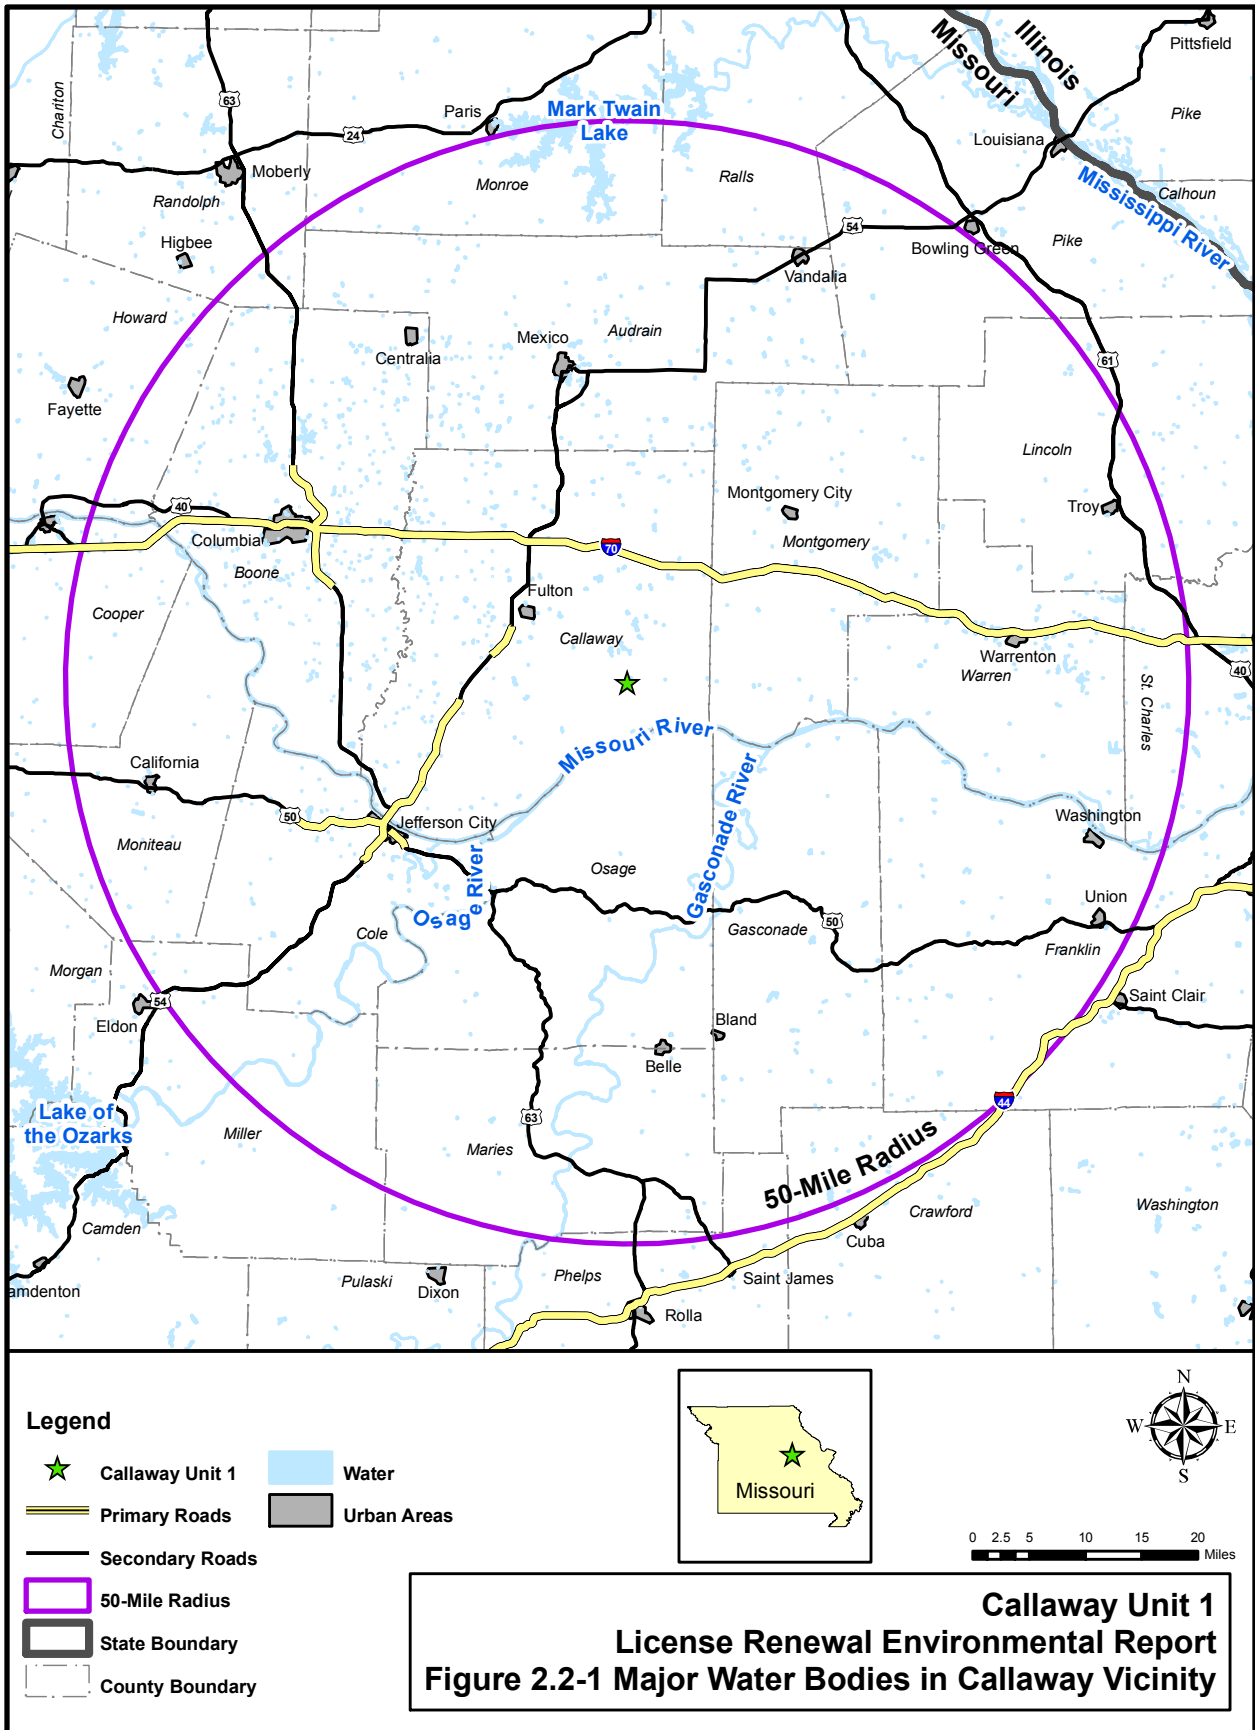 Illinois
Missouri
Pittsfield
Pike
Chariton
63
24
Paris
Mark Twain
Lake
Louisiana
Moberly
Monroe
Ralls
Calhoun
Mississippi River
Randolph
54
Higbee
Bowling Green
Pike
Vandalia
Howard
Audrain
Centralia
Mexico
61
Fayette
Lincoln
Montgomery City
Troy
40
Columbia
70
Montgomery
Boone
Fulton
Cooper
Callaway
Warrenton
Warren
40
St. Charles
Missouri River
California
Gasconade River
50
Jefferson City
Washington
Moniteau
Osage
Osage River
Union
50
Cole
Gasconade
Franklin
Morgan
54
Saint Clair
Eldon
Bland
Belle
Lake of
the Ozarks
44
Miller
63
Maries
50-Mile Radius
Camden
Crawford
Washington
Cuba
amdenton
Pulaski
Dixon
Phelps
Saint James
Rolla
Legend
Callaway Unit 1
Water
Primary Roads
Urban Areas
Secondary Roads
50-Mile Radius
State Boundary
County Boundary
Missouri
N
W
E
S
0 2.5 5 10 15 20
Miles
Callaway Unit 1
License Renewal Environmental Report
Figure 2.2-1 Major Water Bodies in Callaway Vicinity